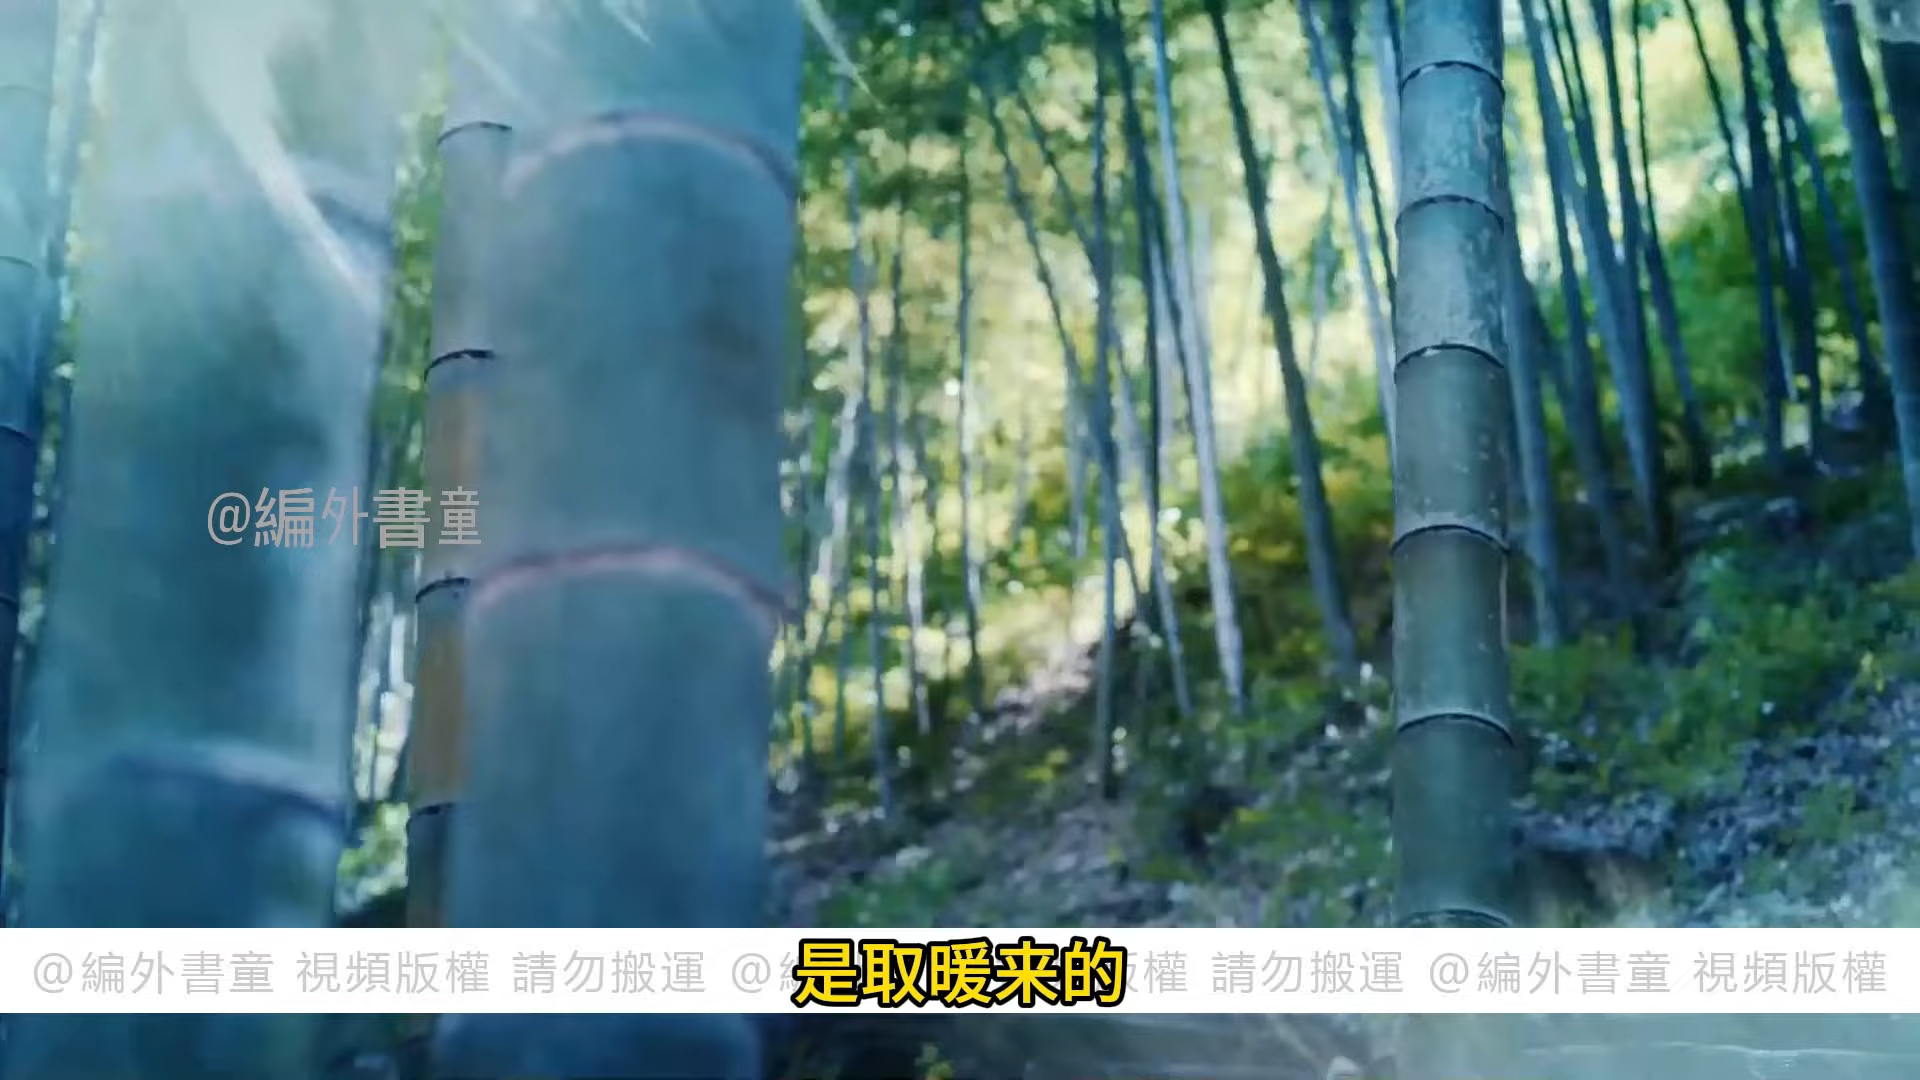 @編外書童
@編外書童 視頻版權 請勿搬運 @編 版權 請勿搬運 @編外書童 視頻版權
是取暖来的